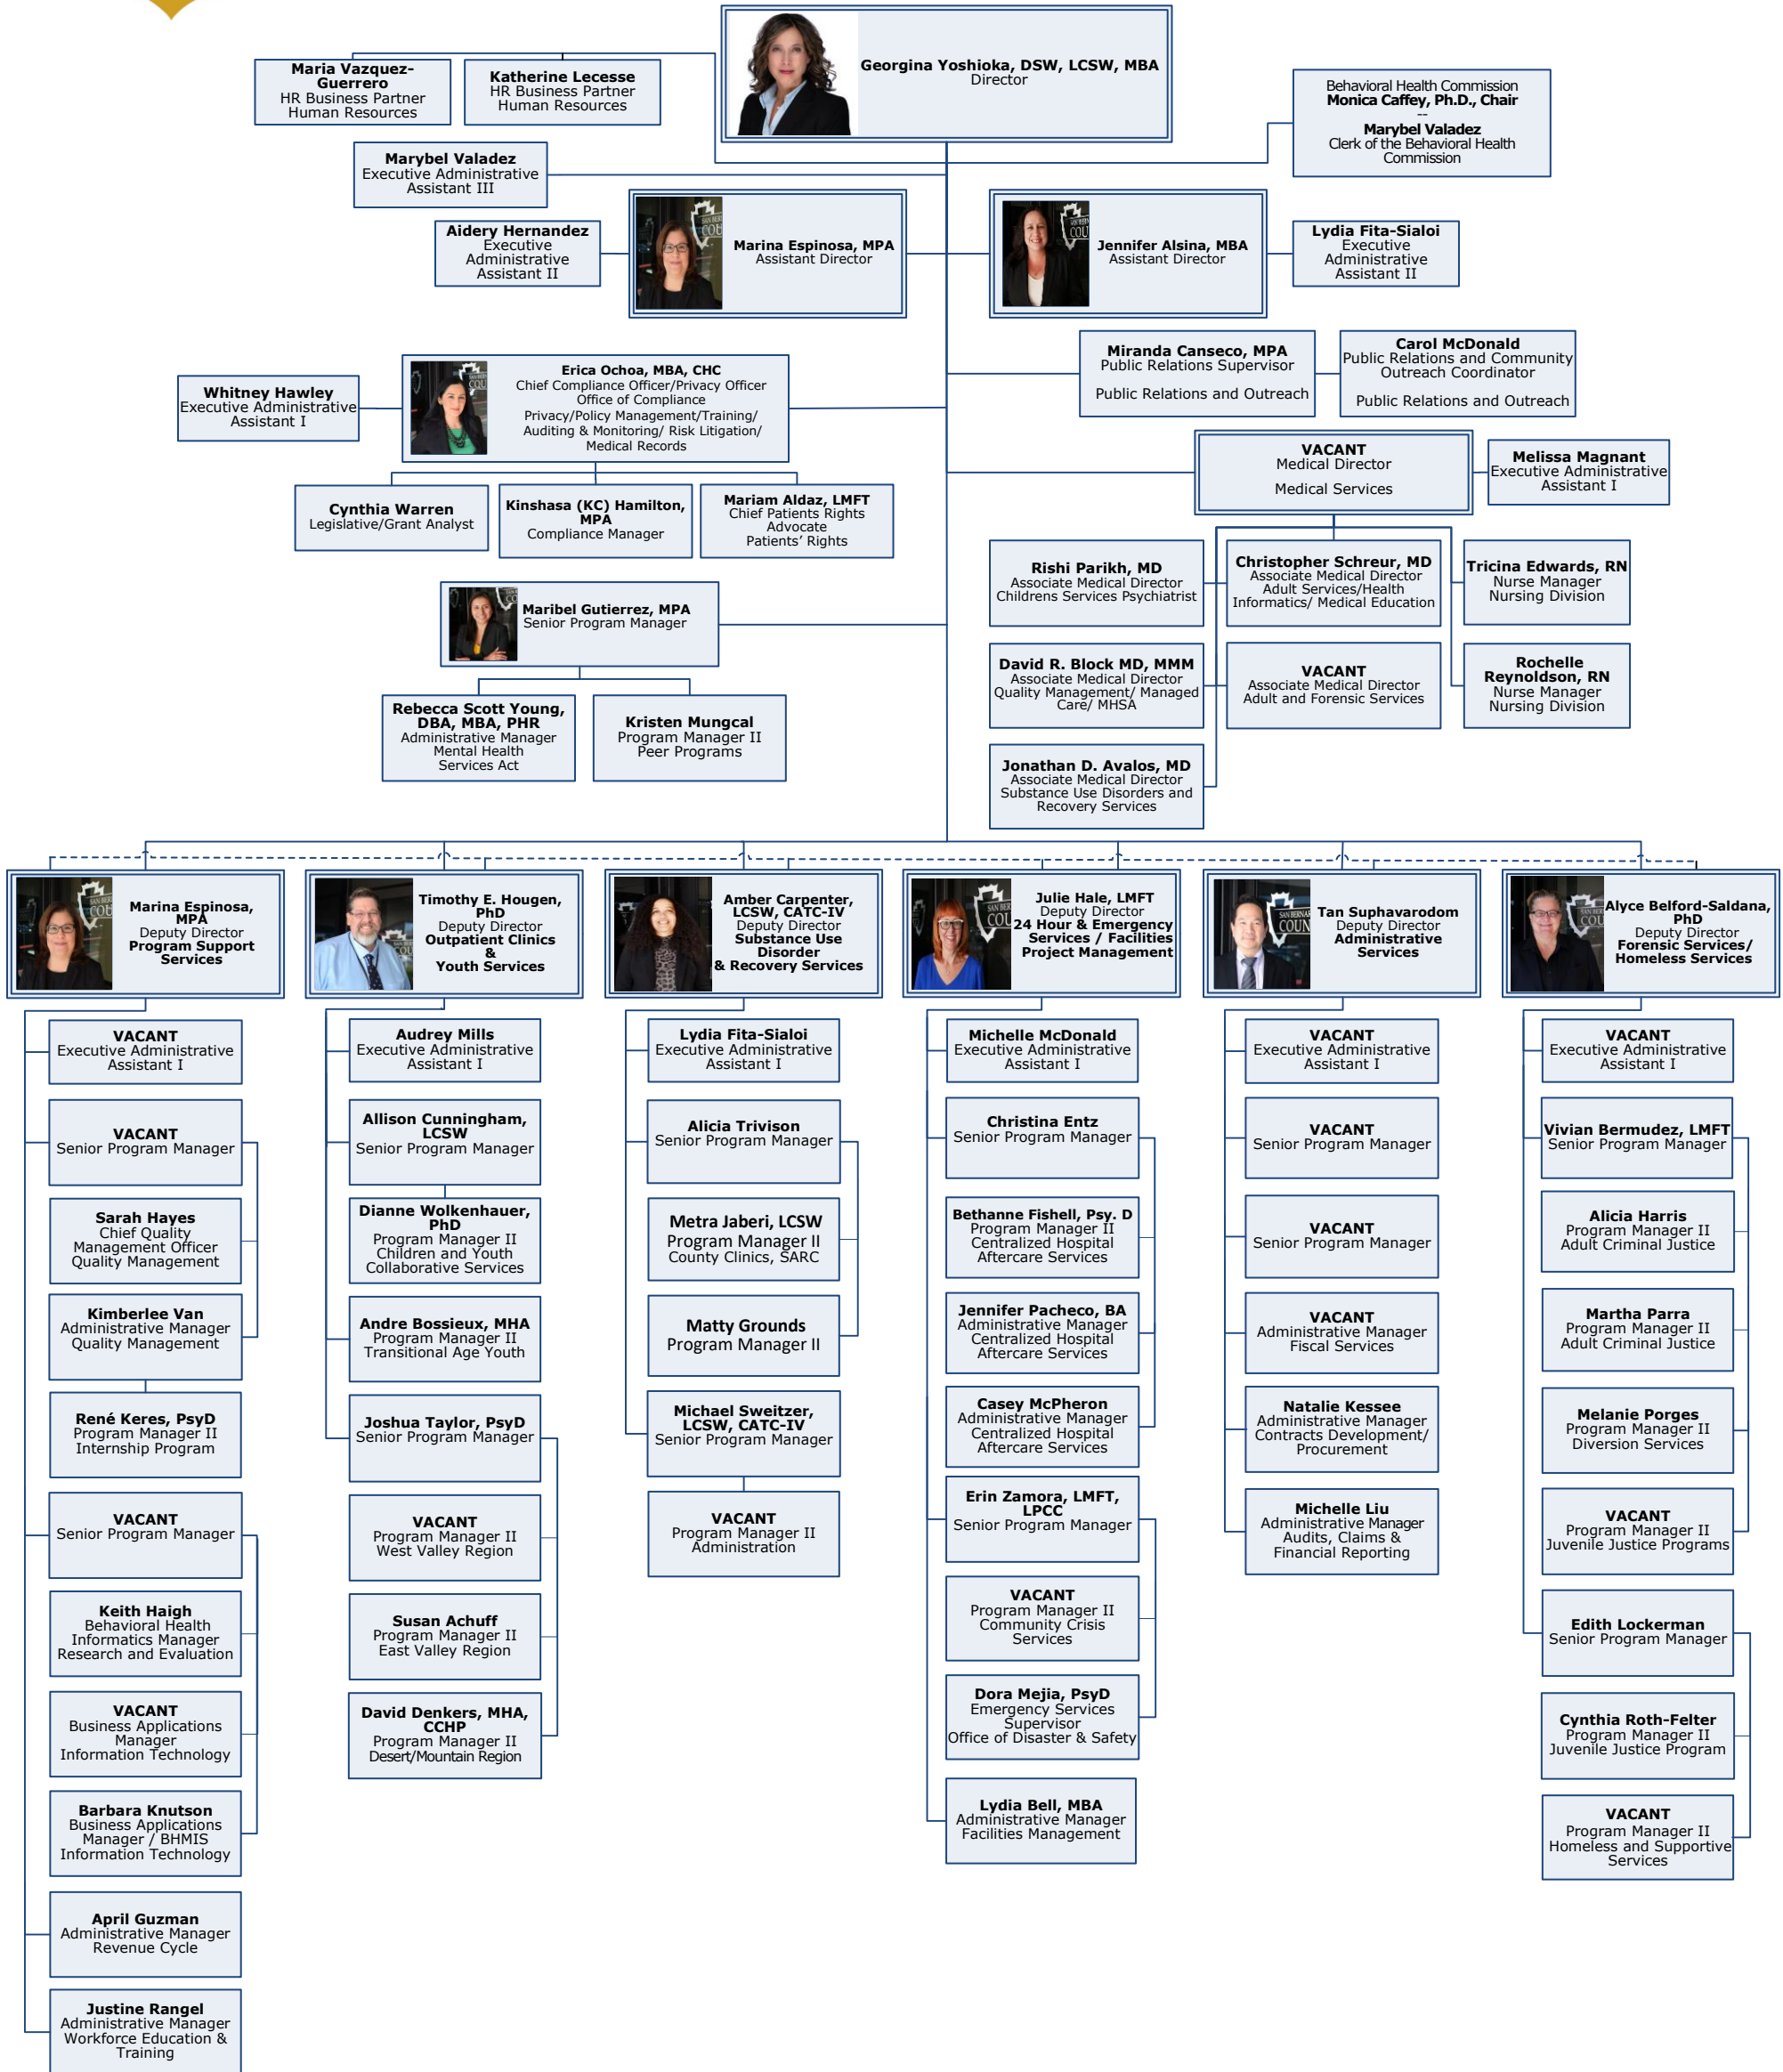 Georgina Yoshioka, DSW, LCSW, MBA
Director
Maria Vazquez-
Guerrero
HR Business Partner
Human Resources
Katherine Lecesse
HR Business Partner
Human Resources
Behavioral Health Commission
Monica Caffey, Ph.D., Chair
--
Marybel Valadez
Clerk of the Behavioral Health
Commission
Marybel Valadez
Executive Administrative
Assistant III
Aidery Hernandez
Executive
Administrative
Assistant II
Marina Espinosa, MPA
Assistant Director
Jennifer Alsina, MBA
Assistant Director
Lydia Fita-Sialoi
Executive
Administrative
Assistant II
Whitney Hawley
Executive Administrative
Assistant I
Erica Ochoa, MBA, CHC
Chief Compliance Officer/Privacy Officer
Office of Compliance
Privacy/Policy Management/Training/
Auditing & Monitoring/ Risk Litigation/
Medical Records
Miranda Canseco, MPA
Public Relations Supervisor
Public Relations and Outreach
Carol McDonald
Public Relations and Community
Outreach Coordinator
Public Relations and Outreach
VACANT
Medical Director
Medical Services
Melissa Magnant
Executive Administrative
Assistant I
Cynthia Warren
Legislative/Grant Analyst
Kinshasa (KC) Hamilton,
MPA
Compliance Manager
Mariam Aldaz, LMFT
Chief Patients Rights
Advocate
Patients' Rights
Rishi Parikh, MD
Associate Medical Director
Childrens Services Psychiatrist
Christopher Schreur, MD
Associate Medical Director
Adult Services/Health
Informatics/ Medical Education
Tricina Edwards, RN
Nurse Manager
Nursing Division
Maribel Gutierrez, MPA
Senior Program Manager
David R. Block MD, MMM
Associate Medical Director
Quality Management/ Managed
Care/ MHSA
VACANT
Associate Medical Director
Adult and Forensic Services
Rochelle
Reynoldson, RN
Nurse Manager
Nursing Division
Rebecca Scott Young,
DBA, MBA, PHR
Administrative Manager
Mental Health
Services Act
Kristen Mungcal
Program Manager II
Peer Programs
Jonathan D. Avalos, MD
Associate Medical Director
Substance Use Disorders and
Recovery Services
Marina Espinosa,
MPA
Deputy Director
Program Support
Services
Timothy E. Hougen,
PhD
Deputy Director
Outpatient Clinics
&
Youth Services
Amber Carpenter,
LCSW, CATC-IV
Deputy Director
Substance Use
Disorder
& Recovery Services
Julie Hale, LMFT
Deputy Director
24 Hour & Emergency
Services / Facilities
Project Management
Tan Suphavarodom
Deputy Director
Administrative
Services
Alyce Belford-Saldana,
PhD
Deputy Director
Forensic Services/
Homeless Services
VACANT
Executive Administrative
Assistant I
VACANT
Senior Program Manager
Sarah Hayes
Chief Quality
Management Officer
Quality Management
Kimberlee Van
Administrative Manager
Quality Management
René Keres, PsyD
Program Manager II
Internship Program
VACANT
Senior Program Manager
Keith Haigh
Behavioral Health
Informatics Manager
Research and Evaluation
VACANT
Business Applications
Manager
Information Technology
Barbara Knutson
Business Applications
Manager / BHMIS
Information Technology
April Guzman
Administrative Manager
Revenue Cycle
Justine Rangel
Administrative Manager
Workforce Education &
Training
Audrey Mills
Executive Administrative
Assistant I
Allison Cunningham,
LCSW
Senior Program Manager
Dianne Wolkenhauer,
PhD
Program Manager II
Children and Youth
Collaborative Services
Andre Bossieux, MHA
Program Manager II
Transitional Age Youth
Joshua Taylor, PsyD
Senior Program Manager
VACANT
Program Manager II
West Valley Region
Susan Achuff
Program Manager II
East Valley Region
David Denkers, MHA,
CCHP
Program Manager II
Desert/Mountain Region
Lydia Fita-Sialoi
Executive Administrative
Assistant I
Alicia Trivison
Senior Program Manager
Metra Jaberi, LCSW
Program Manager II
County Clinics, SARC
Matty Grounds
Program Manager II
Michael Sweitzer,
LCSW, CATC-IV
Senior Program Manager
VACANT
Program Manager II
Administration
Michelle McDonald
Executive Administrative
Assistant I
Christina Entz
Senior Program Manager
Bethanne Fishell, Psy. D
Program Manager II
Centralized Hospital
Aftercare Services
Jennifer Pacheco, BA
Administrative Manager
Centralized Hospital
Aftercare Services
Casey McPheron
Administrative Manager
Centralized Hospital
Aftercare Services
Erin Zamora, LMFT,
LPCC
Senior Program Manager
VACANT
Program Manager II
Community Crisis
Services
Dora Mejia, PsyD
Emergency Services
Supervisor
Office of Disaster & Safety
Lydia Bell, MBA
Administrative Manager
Facilities Management
VACANT
Executive Administrative
Assistant I
VACANT
Senior Program Manager
VACANT
Senior Program Manager
VACANT
Administrative Manager
Fiscal Services
Natalie Kessee
Administrative Manager
Contracts Development/
Procurement
Michelle Liu
Administrative Manager
Audits, Claims &
Financial Reporting
VACANT
Executive Administrative
Assistant I
Vivian Bermudez, LMFT
Senior Program Manager
Alicia Harris
Program Manager II
Adult Criminal Justice
Martha Parra
Program Manager II
Adult Criminal Justice
Melanie Porges
Program Manager II
Diversion Services
VACANT
Program Manager II
Juvenile Justice Programs
Edith Lockerman
Senior Program Manager
Cynthia Roth-Felter
Program Manager II
Juvenile Justice Program
VACANT
Program Manager II
Homeless and Supportive
Services